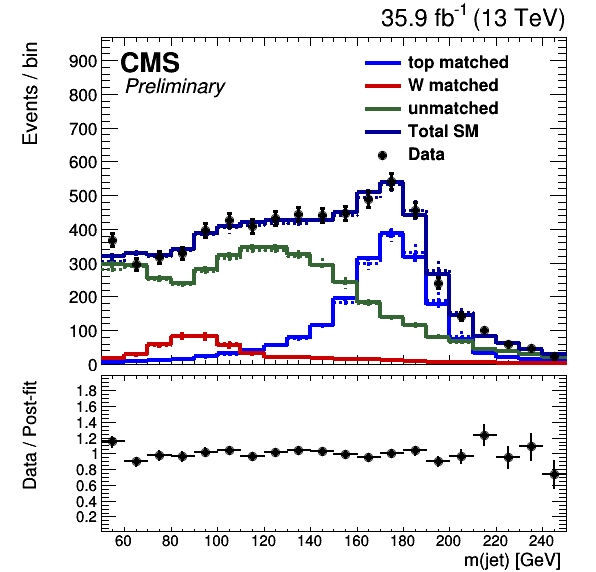 35.9 fb⁻¹ (13 TeV)
Events / bin
CMS
Preliminary
top matched
W matched
unmatched
Total SM
Data
900
800
700
600
500
400
300
200
100
0
Data / Post-fit
1.8
1.6
1.4
1.2
1
0.8
0.6
0.4
0.2
60 80 100 120 140 160 180 200 220 240
m(jet) [GeV]